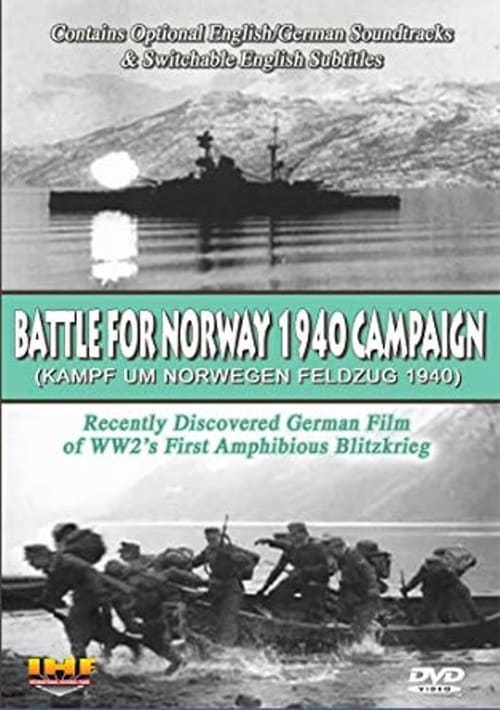 Contains Optional English/German Soundtracks
& Switchable English Subtitles
BATTLE FOR NORWAY 1940 CAMPAIGN
(KAMPF UM NORWEGEN FELDZUG 1940)
Recently Discovered German Film
of WW2's First Amphibious Blitzkrieg
IHF
DVD
VIDEO